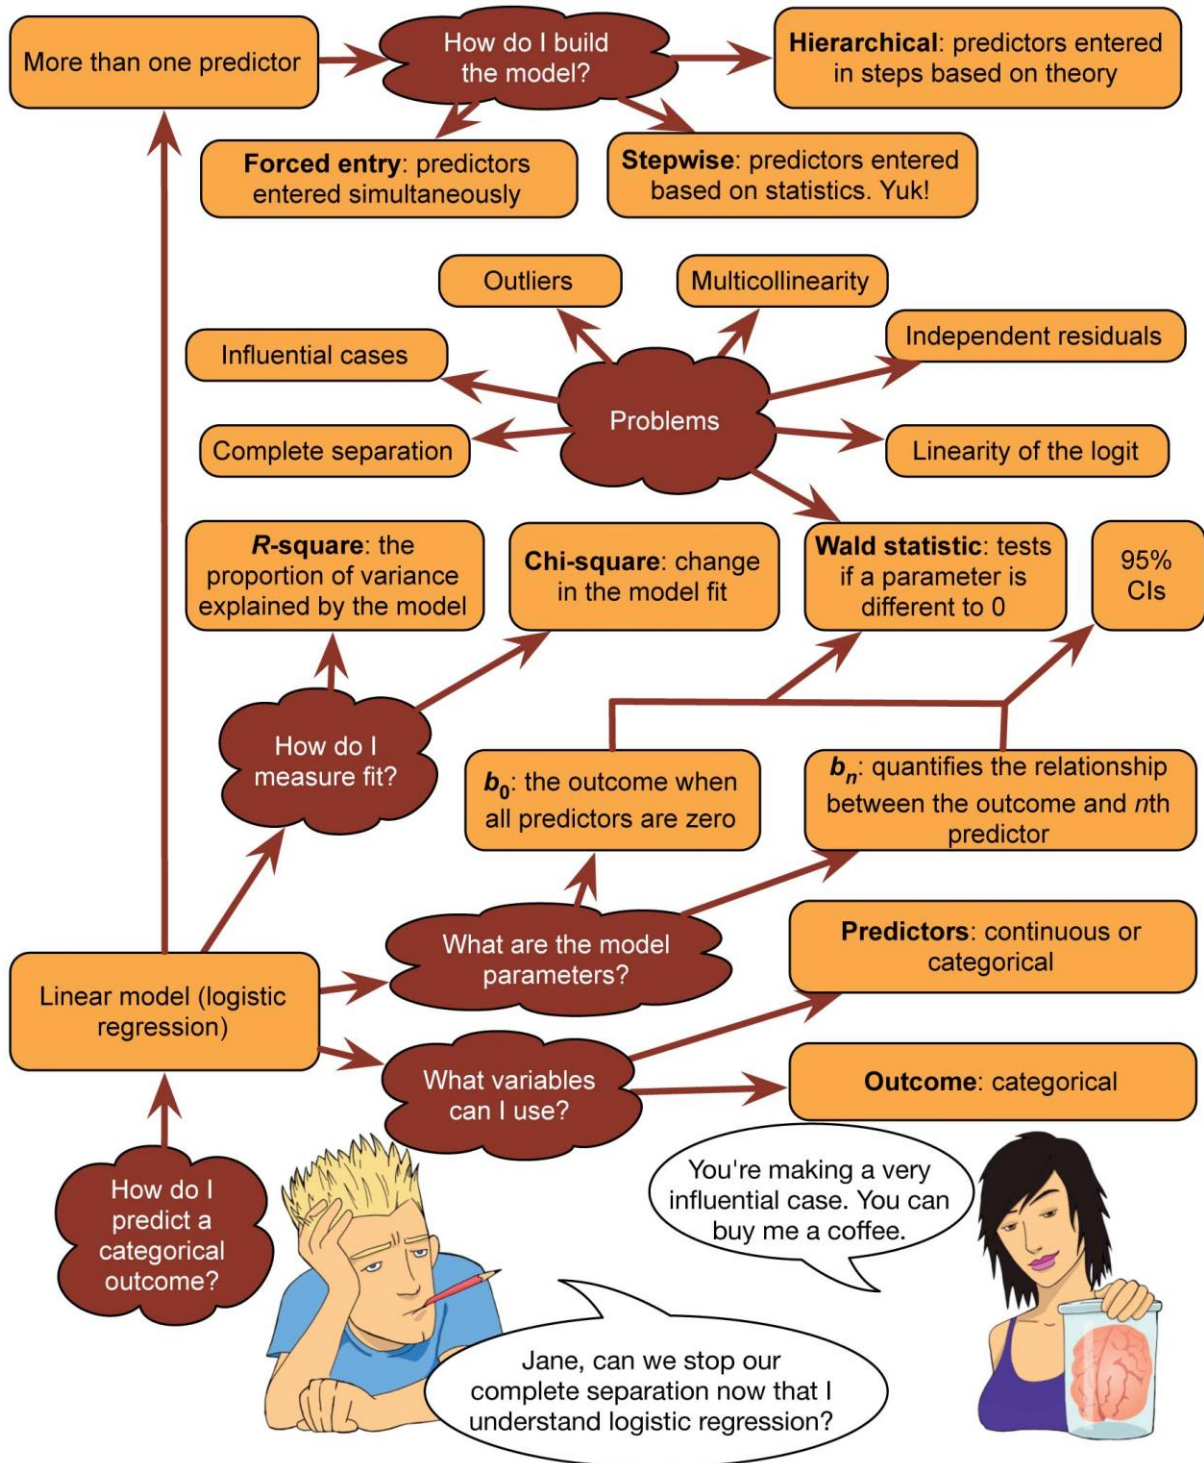 More than one predictor
How do I build
the model?
Hierarchical: predictors entered
in steps based on theory
Forced entry: predictors
entered simultaneously
Stepwise: predictors entered
based on statistics. Yuk!
Outliers
Multicollinearity
Influential cases
Independent residuals
Problems
Complete separation
Linearity of the logit
R-square: the
proportion of variance
explained by the model
Chi-square: change
in the model fit
Wald statistic: tests
if a parameter is
different to 0
95%
CIs
How do I
measure fit?
b0: the outcome when
all predictors are zero
bn: quantifies the relationship
between the outcome and nth
predictor
What are the model
parameters?
Predictors: continuous or
categorical
Linear model (logistic
regression)
What variables
can I use?
Outcome: categorical
How do I
predict a
categorical
outcome?
You're making a very
influential case. You can
buy me a coffee.
Jane, can we stop our
complete separation now that I
understand logistic regression?